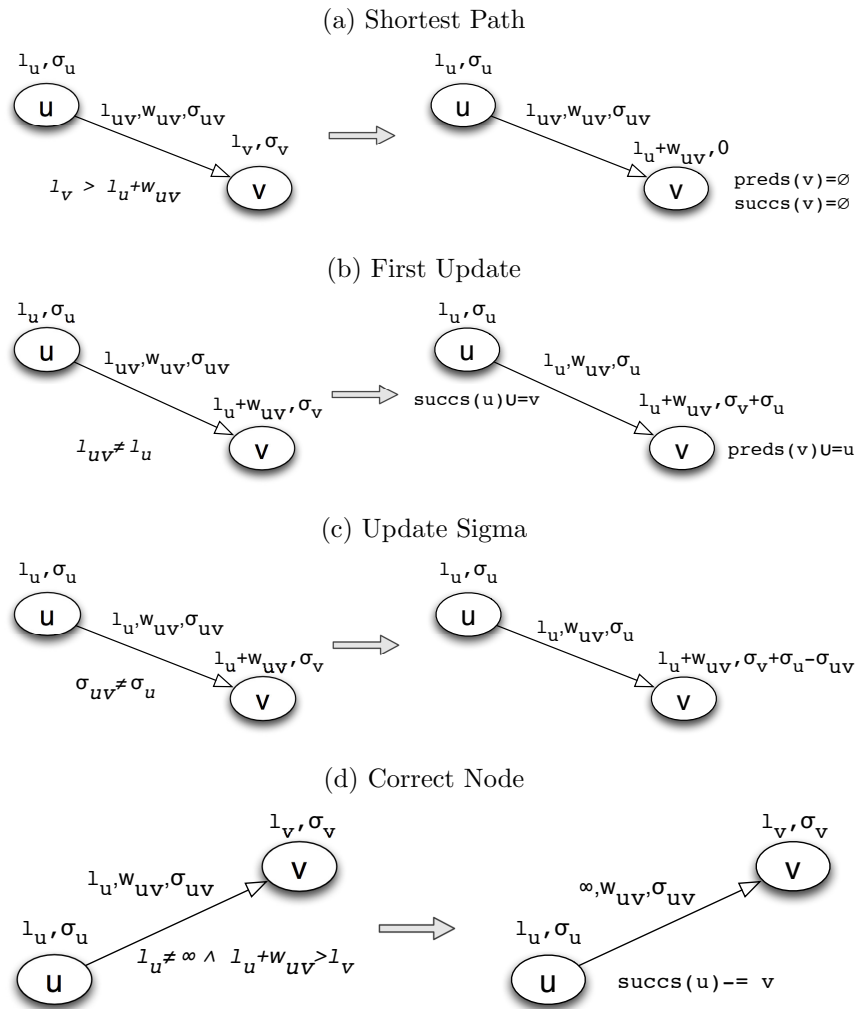 (a) Shortest Path
l_u,σ_u
l_u,σ_u
u
u
l_uv,w_uv,σ_uv
l_uv,w_uv,σ_uv
l_v,σ_v
l_u+w_uv,0
l_v > l_u+w_uv
v
v
preds(v)=∅
succs(v)=∅
(b) First Update
l_u,σ_u
l_u,σ_u
u
u
l_uv,w_uv,σ_uv
l_u,w_uv,σ_u
l_u+w_uv,σ_v
succs(u)∪=v
l_u+w_uv,σ_v+σ_u
l_uv≠l_u
v
v
preds(v)∪=u
(c) Update Sigma
l_u,σ_u
l_u,σ_u
u
u
l_u,w_uv,σ_uv
l_u,w_uv,σ_u
l_u+w_uv,σ_v
l_u+w_uv,σ_v+σ_u-σ_uv
σ_uv≠σ_u
v
v
(d) Correct Node
l_v,σ_v
l_v,σ_v
v
v
l_u,w_uv,σ_uv
∞,w_uv,σ_uv
l_u,σ_u
l_u,σ_u
l_u≠∞ ∧ l_u+w_uv>l_v
u
u
succs(u)-= v